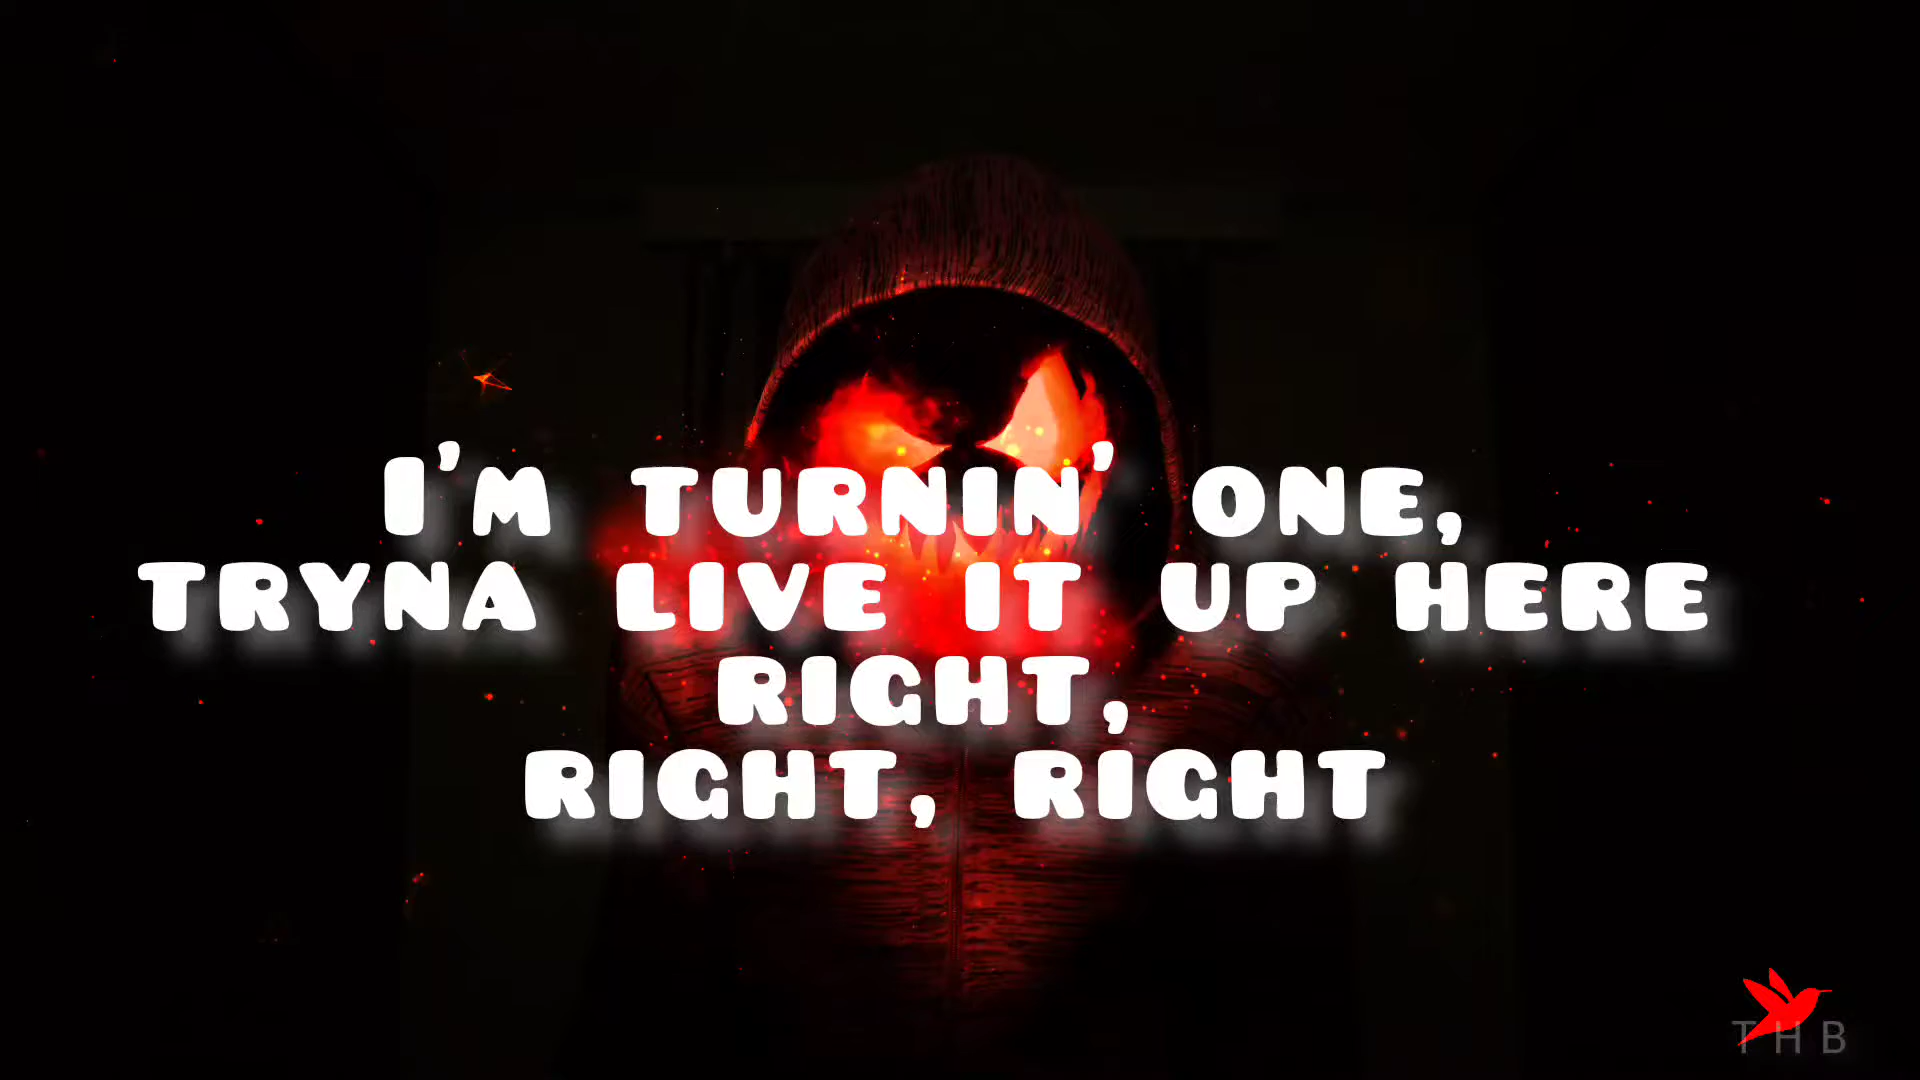 I'm turnin' one,
tryna live it up here
right,
right, right
THB